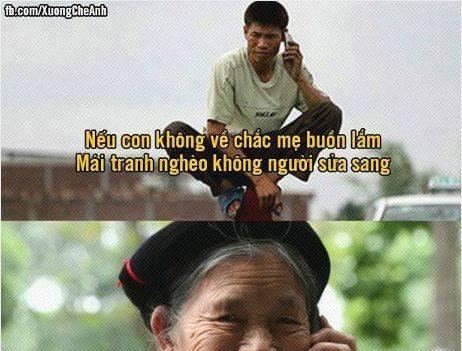 fb.com/XuongCheAnh
Nếu con không về chắc mẹ buồn lắm
Mái tranh nghèo không người sửa sang